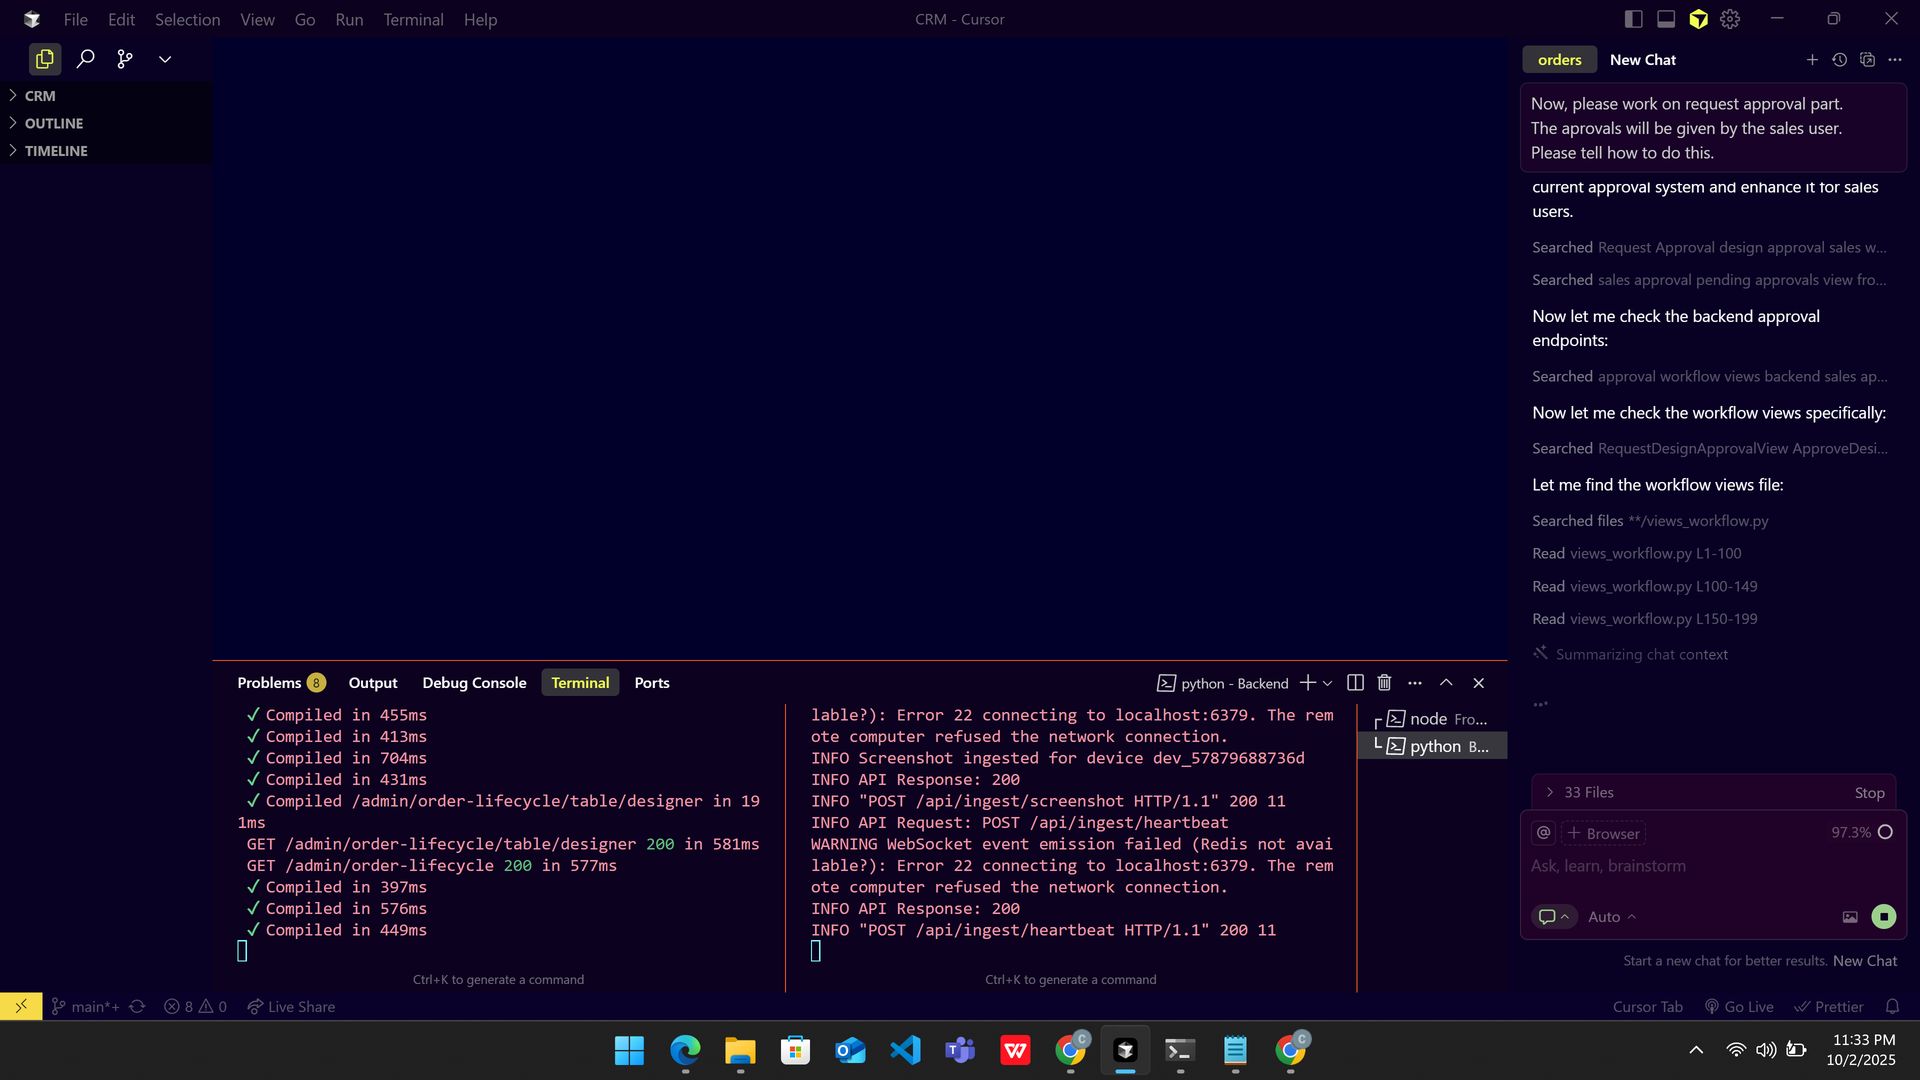 File Edit Selection View Go Run Terminal Help
CRM - Cursor
CRM
OUTLINE
TIMELINE
orders New Chat
Now, please work on request approval part.
The aprovals will be given by the sales user.
Please tell how to do this.
current approval system and enhance it for sales
users.
Searched Request Approval design approval sales w...
Searched sales approval pending approvals view fro...
Now let me check the backend approval
endpoints:
Searched approval workflow views backend sales ap...
Now let me check the workflow views specifically:
Searched RequestDesignApprovalView ApproveDesi...
Let me find the workflow views file:
Searched files **/views_workflow.py
Read views_workflow.py L1-100
Read views_workflow.py L100-149
Read views_workflow.py L150-199
Summarizing chat context
33 Files Stop
@ + Browser 97.3%
Ask, learn, brainstorm
Auto
Start a new chat for better results. New Chat
Problems 8 Output Debug Console Terminal Ports
python - Backend
✓ Compiled in 455ms
✓ Compiled in 413ms
✓ Compiled in 704ms
✓ Compiled in 431ms
✓ Compiled /admin/order-lifecycle/table/designer in 19
1ms
GET /admin/order-lifecycle/table/designer 200 in 581ms
GET /admin/order-lifecycle 200 in 577ms
✓ Compiled in 397ms
✓ Compiled in 576ms
✓ Compiled in 449ms
Ctrl+K to generate a command
lable?): Error 22 connecting to localhost:6379. The rem
ote computer refused the network connection.
INFO Screenshot ingested for device dev_57879688736d
INFO API Response: 200
INFO "POST /api/ingest/screenshot HTTP/1.1" 200 11
INFO API Request: POST /api/ingest/heartbeat
WARNING WebSocket event emission failed (Redis not avai
lable?): Error 22 connecting to localhost:6379. The rem
ote computer refused the network connection.
INFO API Response: 200
INFO "POST /api/ingest/heartbeat HTTP/1.1" 200 11
Ctrl+K to generate a command
node Fro...
python B...
main*+ 8 0 Live Share
Cursor Tab Go Live Prettier
11:33 PM
10/2/2025